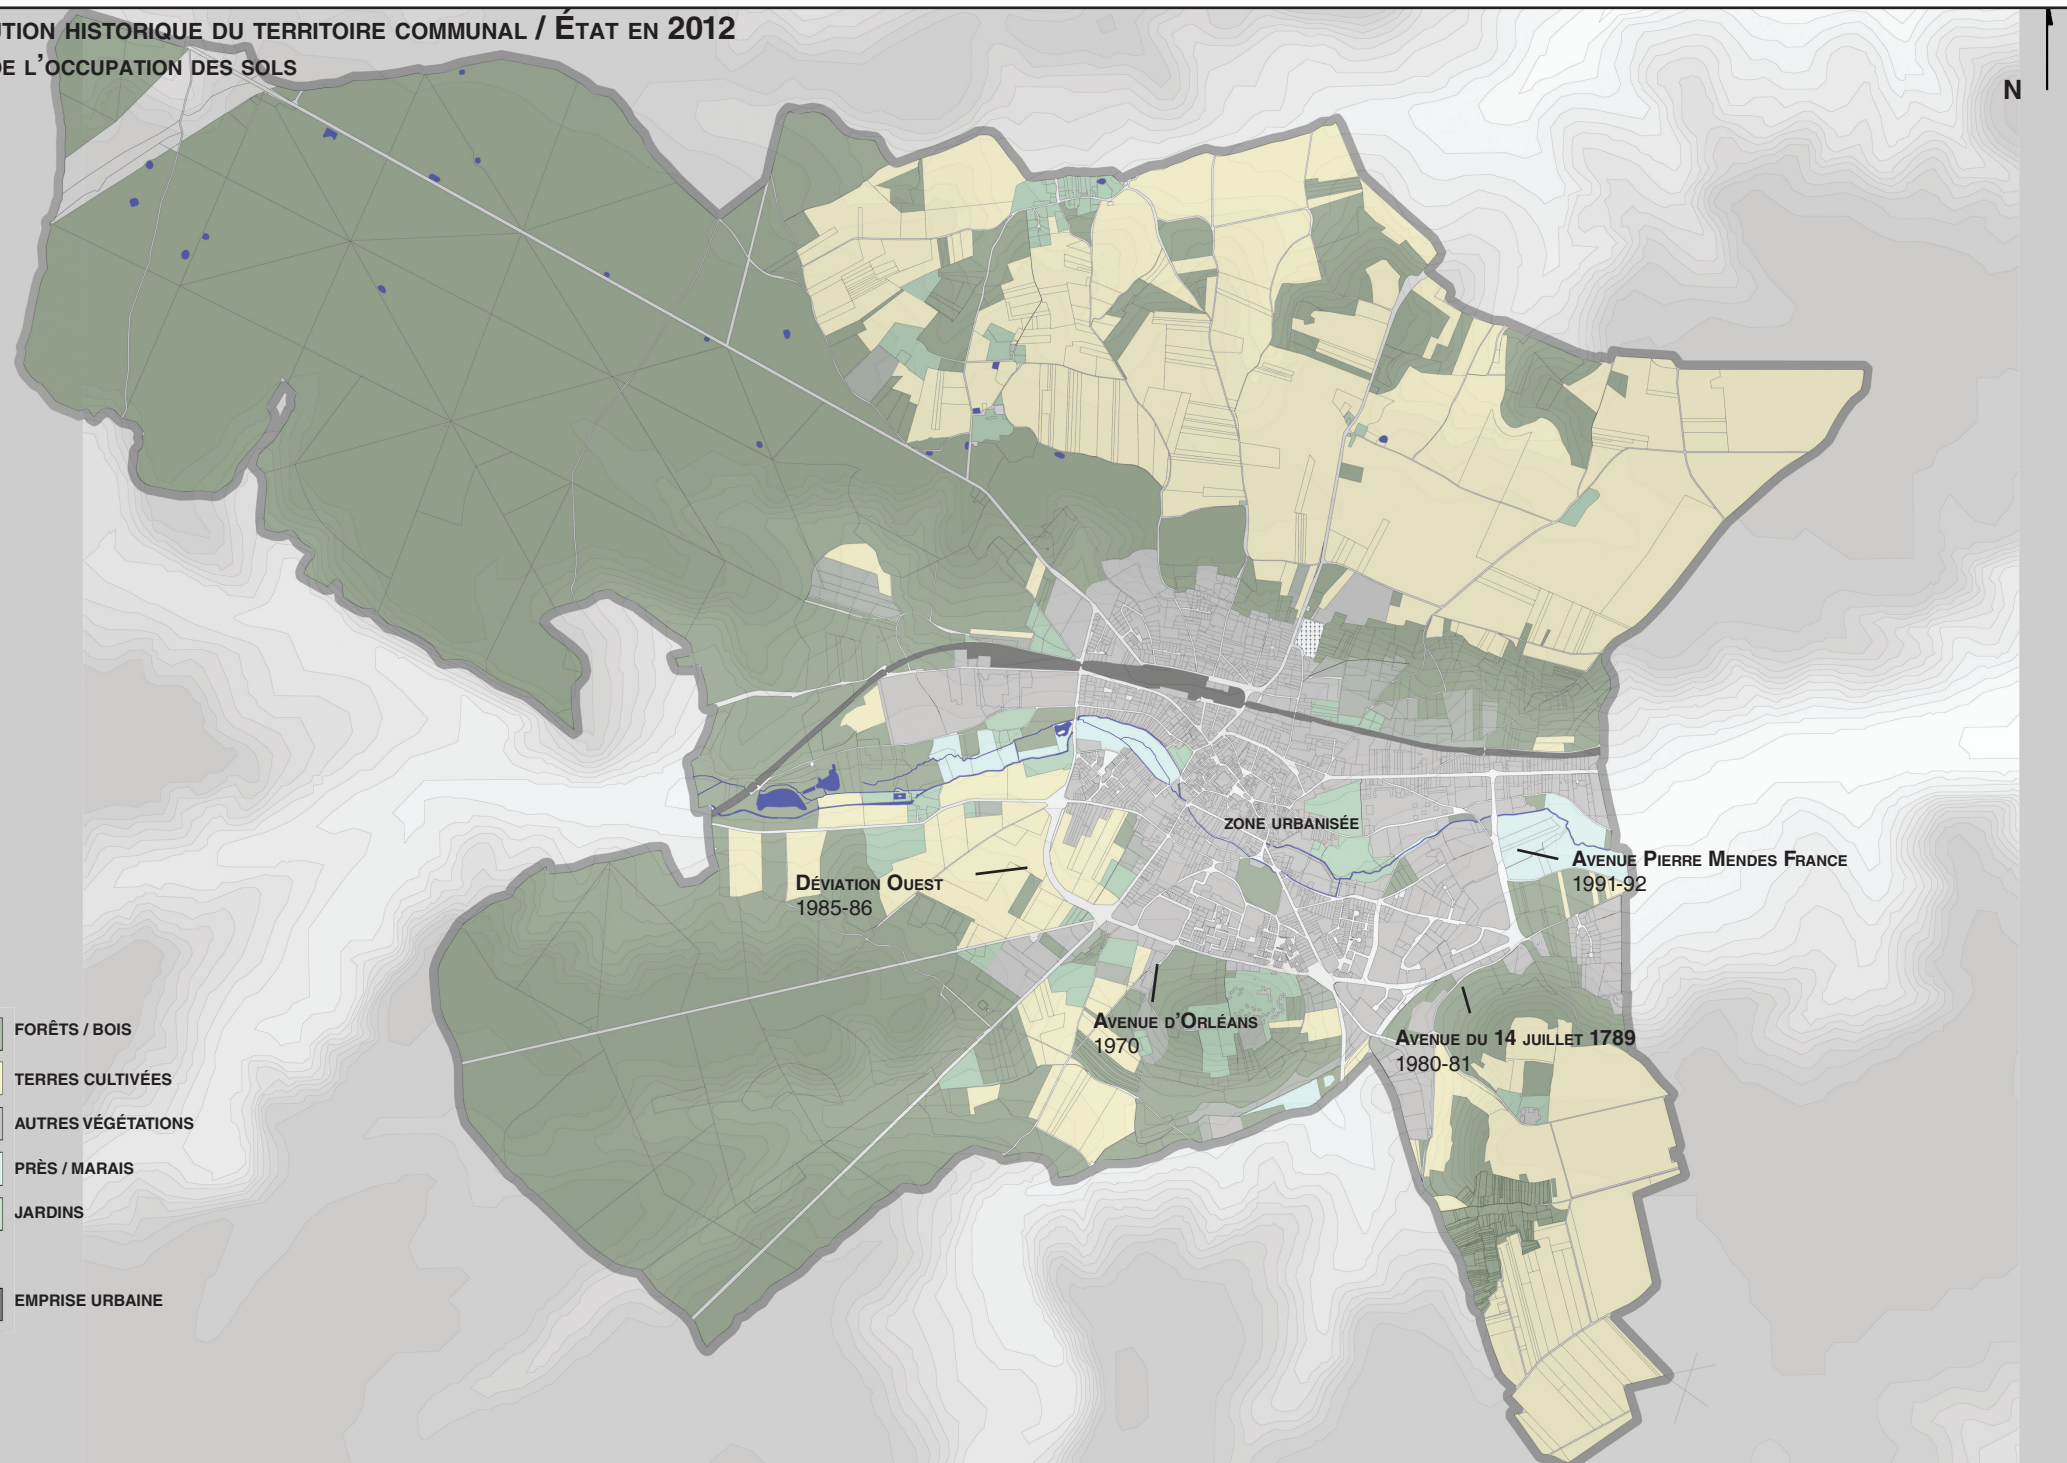 HISTORIQUE DU TERRITOIRE COMMUNAL / ÉTAT EN 2012
DE L'OCCUPATION DES SOLS
N
ZONE URBANISÉE
AVENUE PIERRE MENDES FRANCE
1991-92
DÉVIATION OUEST
1985-86
AVENUE D'ORLÉANS
1970
AVENUE DU 14 JUILLET 1789
1980-81
FORÊTS / BOIS
TERRES CULTIVÉES
AUTRES VÉGÉTATIONS
PRÈS / MARAIS
JARDINS
EMPRISE URBAINE